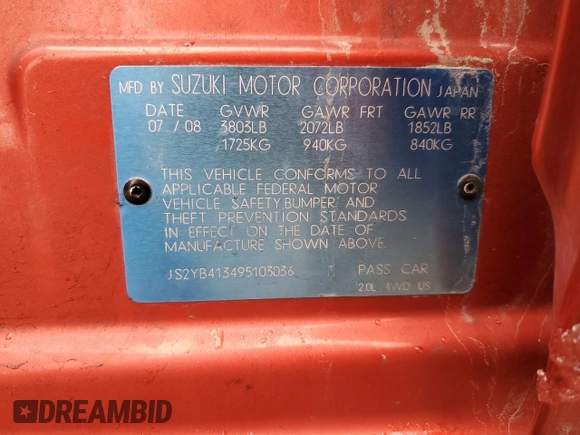 MFD BY SUZUKI MOTOR CORPORATION JAPAN
DATE GVWR GAWR FRT GAWR RR
07 / 08 3803LB 2072LB 1852LB
1725KG 940KG 840KG
THIS VEHICLE CONFORMS TO ALL
APPLICABLE FEDERAL MOTOR
VEHICLE SAFETY,BUMPER AND
THEFT PREVENTION STANDARDS
IN EFFECT ON THE DATE OF
MANUFACTURE SHOWN ABOVE.
JS2YB413495103036 PASS CAR
2.0L 4WD US
DREAMBID